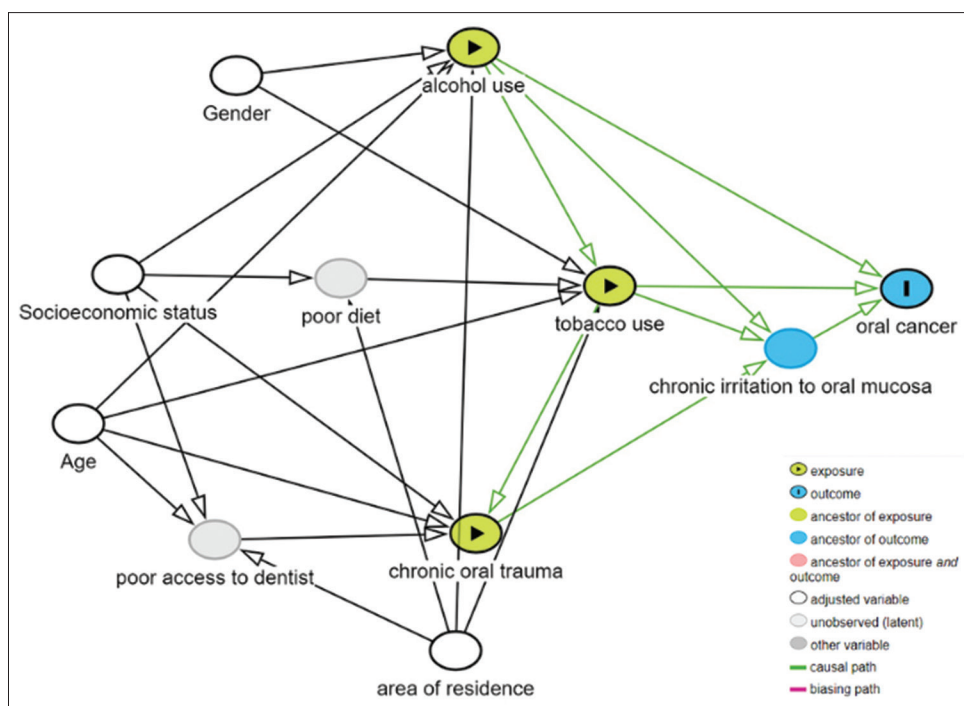 alcohol use
Gender
Socioeconomic status
poor diet
tobacco use
oral cancer
chronic irritation to oral mucosa
Age
poor access to dentist
chronic oral trauma
area of residence
exposure
outcome
ancestor of exposure
ancestor of outcome
ancestor of exposure and
outcome
adjusted variable
unobserved (latent)
other variable
causal path
biasing path